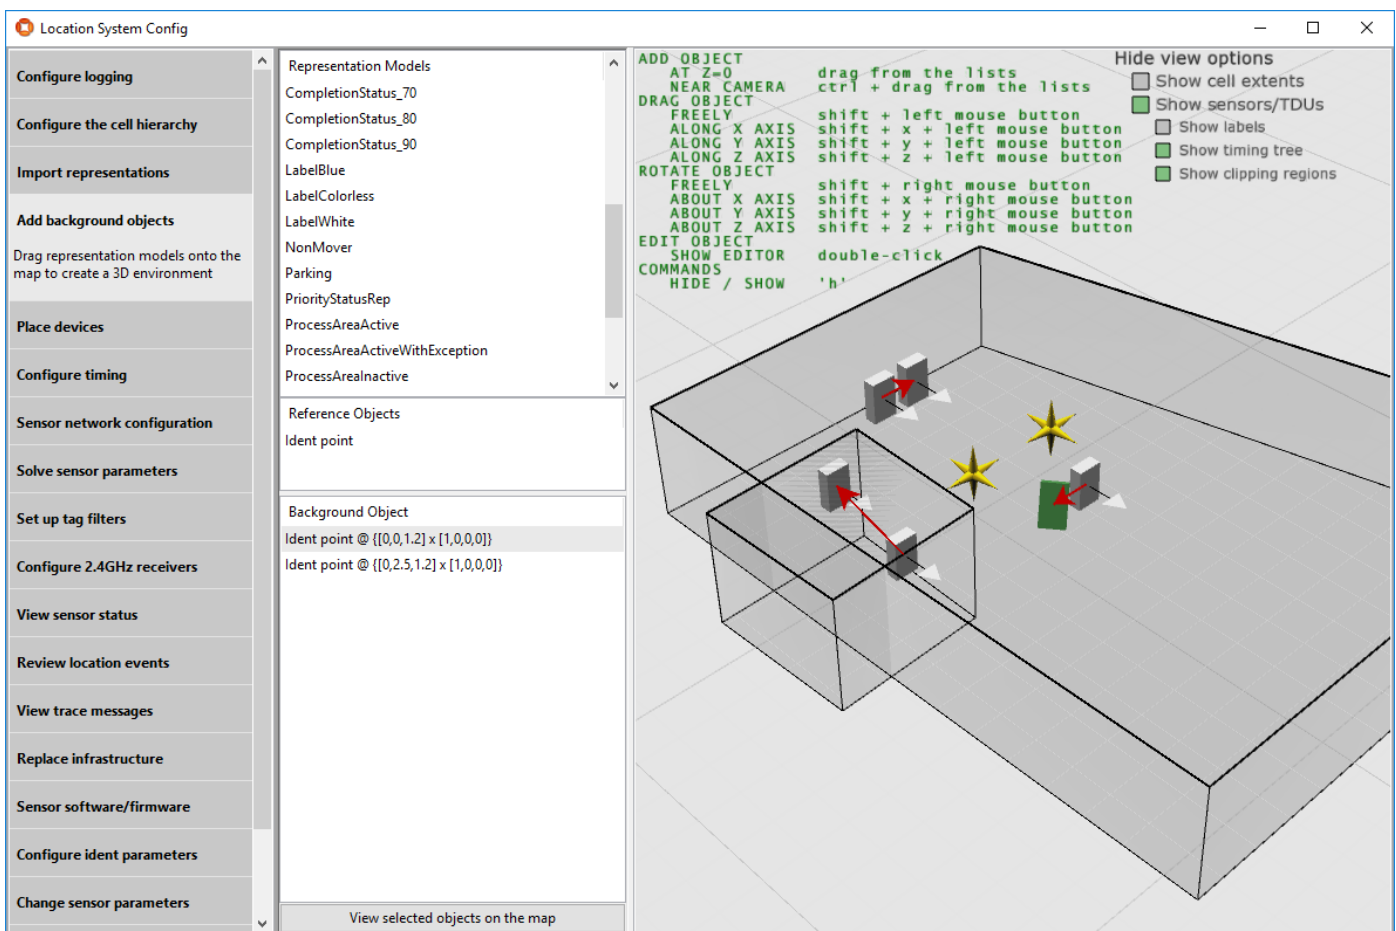 Location System Config
Configure logging
Configure the cell hierarchy
Import representations
Add background objects
Drag representation models onto the
map to create a 3D environment
Place devices
Configure timing
Sensor network configuration
Solve sensor parameters
Set up tag filters
Configure 2.4GHz receivers
View sensor status
Review location events
View trace messages
Replace infrastructure
Sensor software/firmware
Configure ident parameters
Change sensor parameters
Representation Models
CompletionStatus_70
CompletionStatus_80
CompletionStatus_90
LabelBlue
LabelColorless
LabelWhite
NonMover
Parking
PriorityStatusRep
ProcessAreaActive
ProcessAreaActiveWithException
ProcessAreaInactive
Reference Objects
Ident point
Background Object
Ident point @ {[0,0,1.2] x [1,0,0,0]}
Ident point @ {[0,2.5,1.2] x [1,0,0,0]}
View selected objects on the map
ADD OBJECT
AT Z=0 drag from the lists
NEAR CAMERA ctrl + drag from the lists
DRAG OBJECT
FREELY shift + left mouse button
ALONG X AXIS shift + x + left mouse button
ALONG Y AXIS shift + y + left mouse button
ALONG Z AXIS shift + z + left mouse button
ROTATE OBJECT
FREELY shift + right mouse button
ABOUT X AXIS shift + x + right mouse button
ABOUT Y AXIS shift + y + right mouse button
ABOUT Z AXIS shift + z + right mouse button
EDIT OBJECT
SHOW EDITOR double-click
COMMANDS
HIDE / SHOW 'h'
Hide view options
Show cell extents
Show sensors/TDUs
Show labels
Show timing tree
Show clipping regions